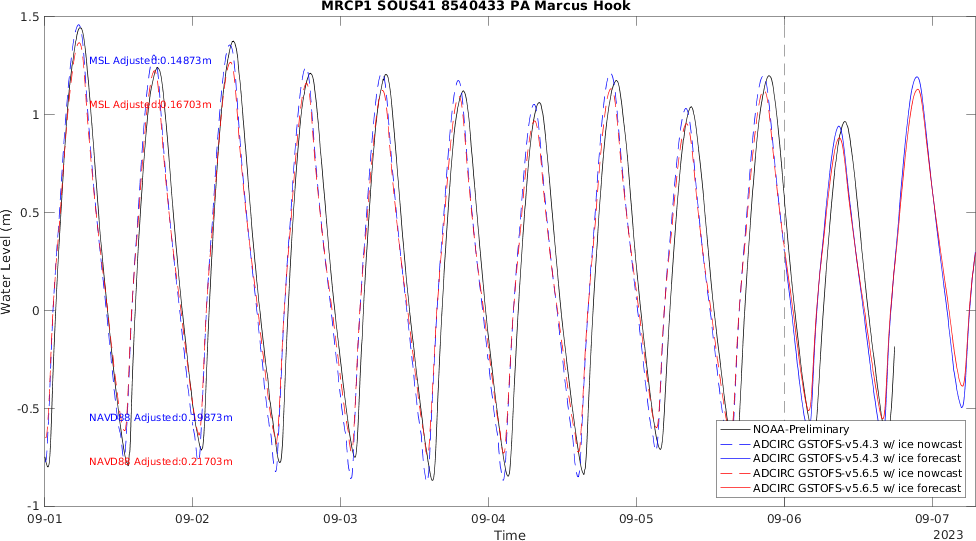 MRCP1 SOUS41 8540433 PA Marcus Hook
1.5
MSL Adjusted:0.14873m
MSL Adjusted:0.16703m
1
0.5
Water Level (m)
0
-0.5
NAVD88 Adjusted:0.19873m
NAVD88 Adjusted:0.21703m
NOAA-Preliminary
ADCIRC GSTOFS-v5.4.3 w/ ice nowcast
ADCIRC GSTOFS-v5.4.3 w/ ice forecast
ADCIRC GSTOFS-v5.6.5 w/ ice nowcast
ADCIRC GSTOFS-v5.6.5 w/ ice forecast
-1
09-01 09-02 09-03 09-04 09-05 09-06 09-07
Time
2023